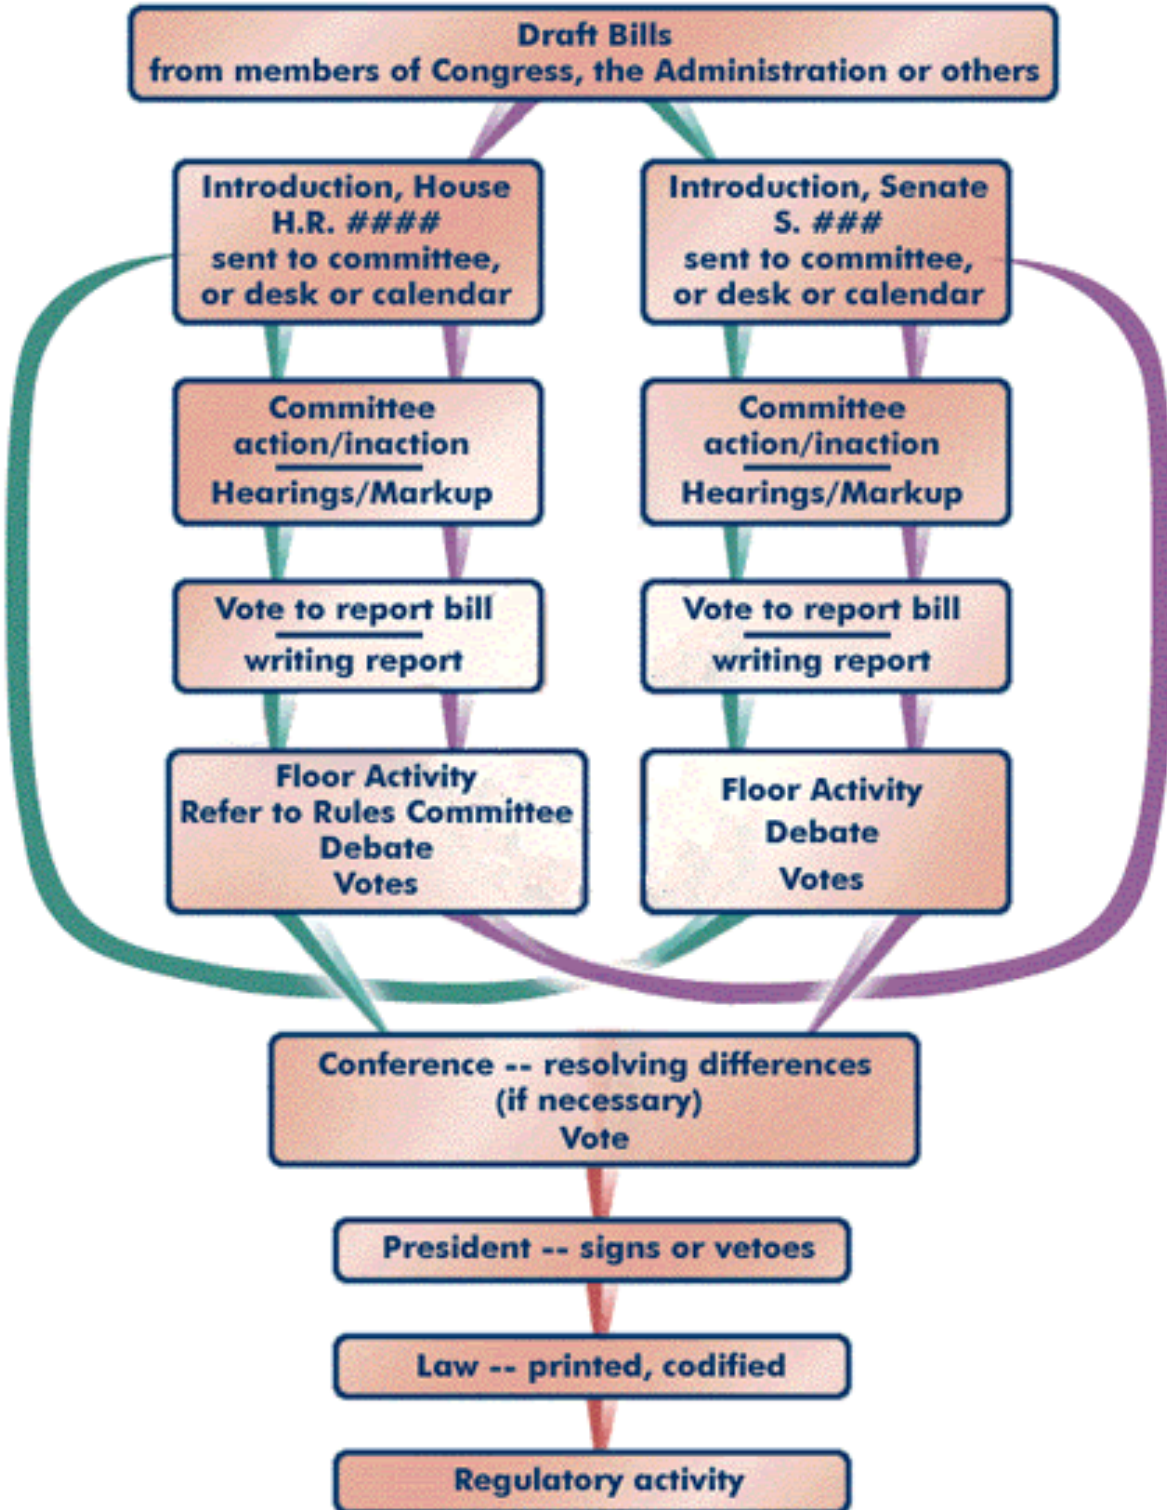 Draft Bills
from members of Congress, the Administration or others
Introduction, House
H.R. ####
sent to committee,
or desk or calendar
Introduction, Senate
S. ###
sent to committee,
or desk or calendar
Committee
action/inaction
Hearings/Markup
Committee
action/inaction
Hearings/Markup
Vote to report bill
writing report
Vote to report bill
writing report
Floor Activity
Refer to Rules Committee
Debate
Votes
Floor Activity
Debate
Votes
Conference -- resolving differences
(if necessary)
Vote
President -- signs or vetoes
Law -- printed, codified
Regulatory activity